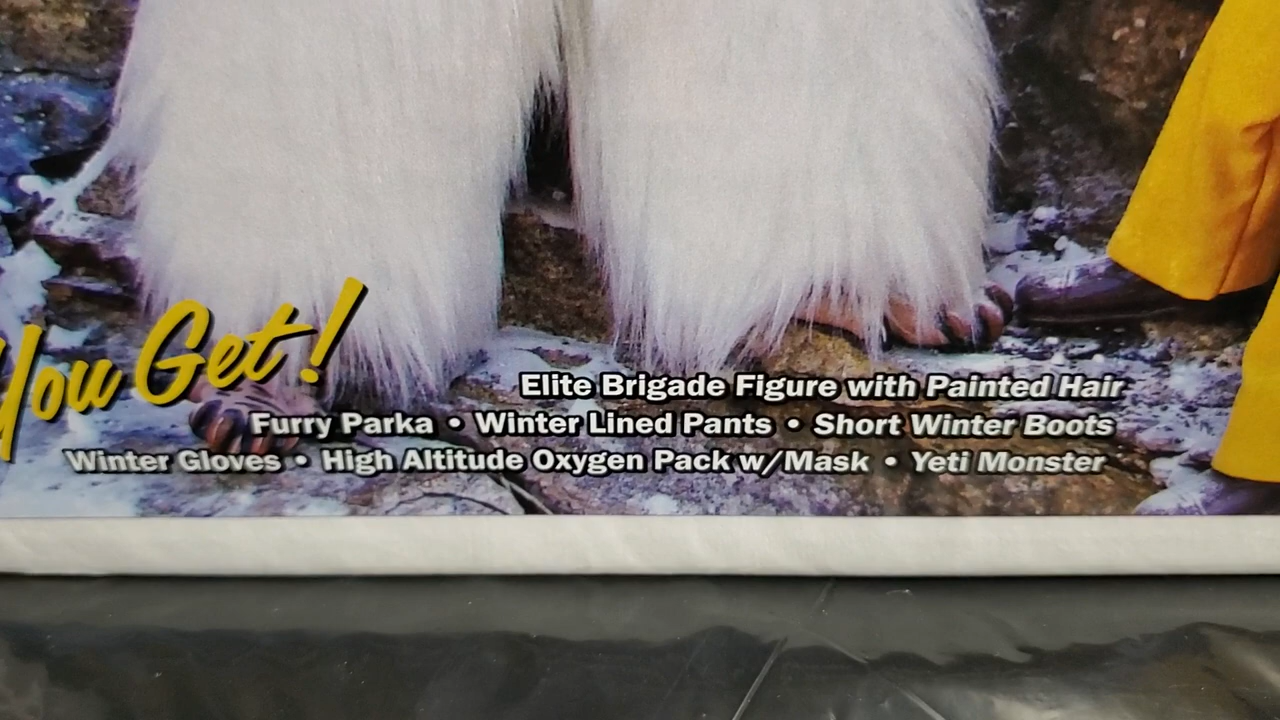 You Get!
Elite Brigade Figure with Painted Hair
Furry Parka • Winter Lined Pants • Short Winter Boots
Winter Gloves • High Altitude Oxygen Pack w/Mask • Yeti Monster